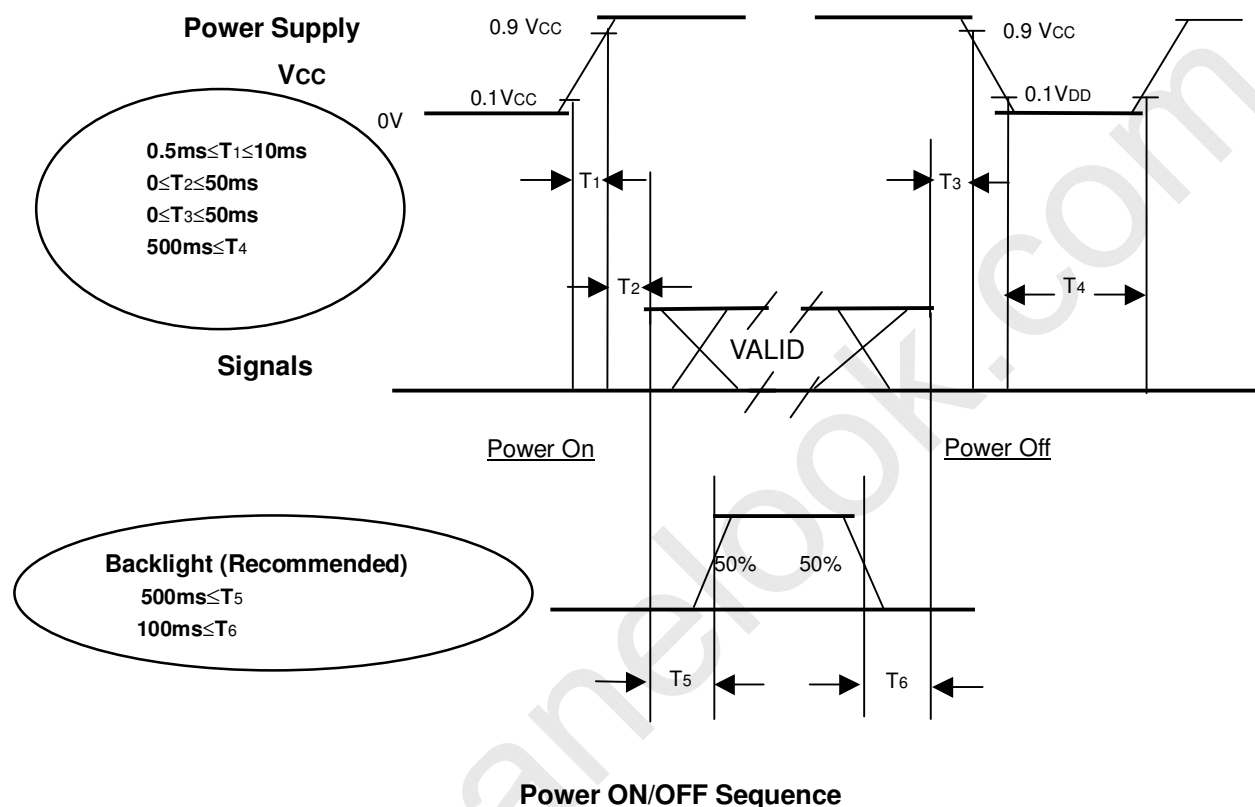 Power Supply
0.9 VCC
0.9 VCC
VCC
0.1VCC
0.1VDD
0V
0.5ms≤T1≤10ms
0≤T2≤50ms
0≤T3≤50ms
500ms≤T4
T1
T3
T2
T4
VALID
Signals
Power On
Power Off
Backlight (Recommended)
500ms≤T5
100ms≤T6
50%
50%
T5
T6
Power ON/OFF Sequence
anelook.com